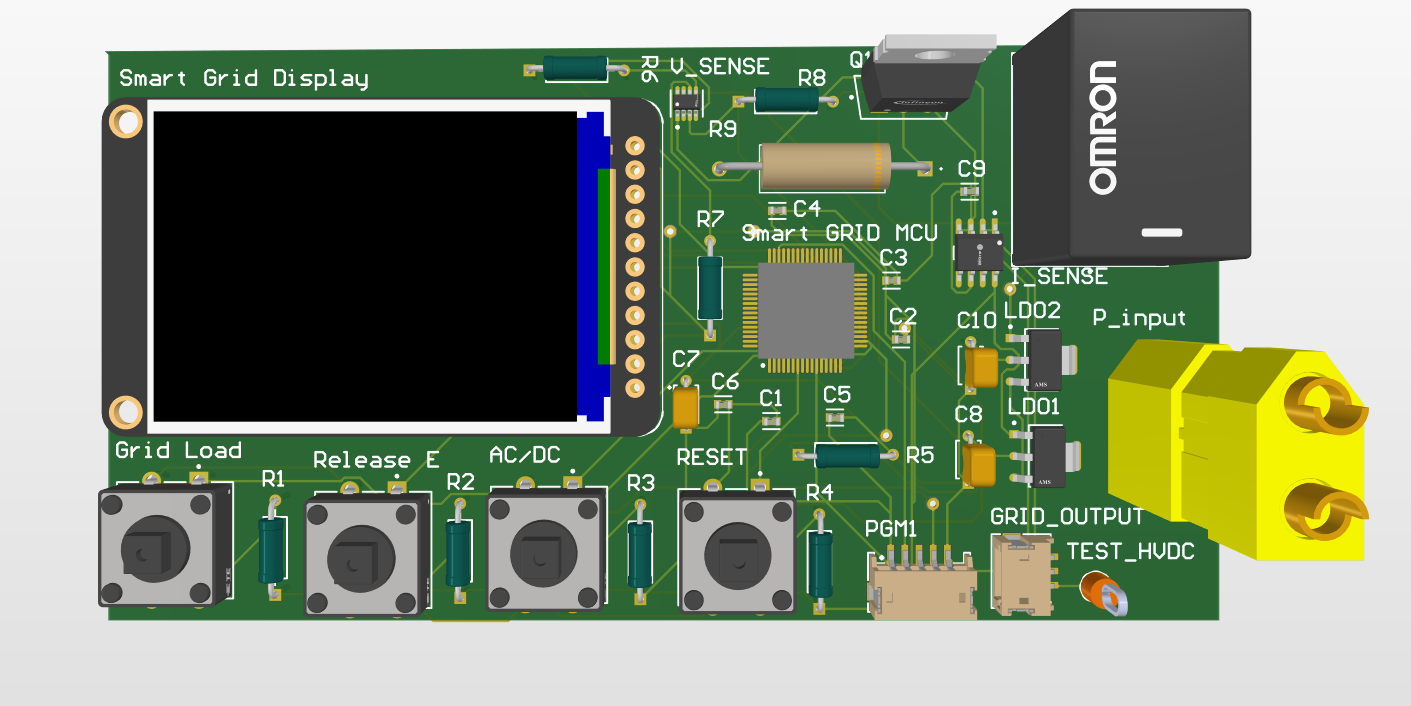 Smart Grid Display
R6
V_SENSE
R8
Q1
OMRON
infineon
R9
C9
C4
R7
Smart GRID MCU
C3
I_SENSE
C2
C10
LDO2
P_input
AMS
C7
C6
C1
C5
C8
LDO1
AMS
Grid Load
Release E
AC/DC
RESET
R5
R1
R2
R3
R4
PGM1
GRID_OUTPUT
TEST_HVDC